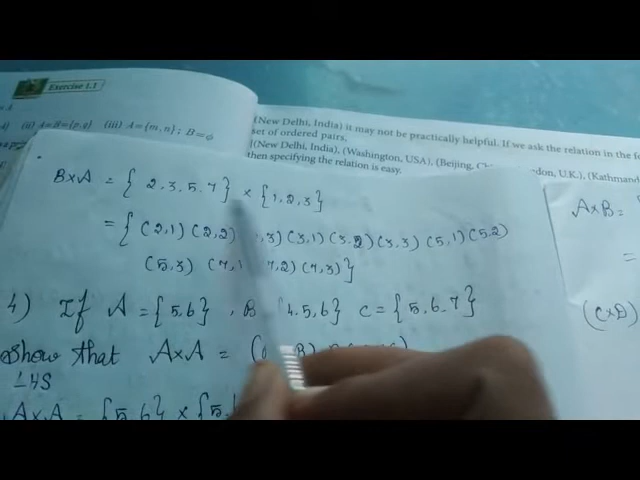 Exercise 1.1
(ii) A=B={p,q} (iii) A={m,n}; B=ϕ
(New Delhi, India) it may not be practically helpful. If we ask the relation in the
set of ordered pairs,
(New Delhi, India), (Washington, USA), (Beijing, U.K.), (Kathmand
then specifying the relation is easy.
B×A = { 2,3,5,7} × {1,2,3}
= { (2,1) (2,2) ,3) (3,1) (3,2) (3,3) (5,1) (5,2)
(5,3) (7,1 7,2) (7,3)}
4) If A = {5,6} , B 4,5,6} C = {5,6,7}
Show that A×A = (
LHS
A×A = {5,6} × {5,
A×B =
=
(C×D)